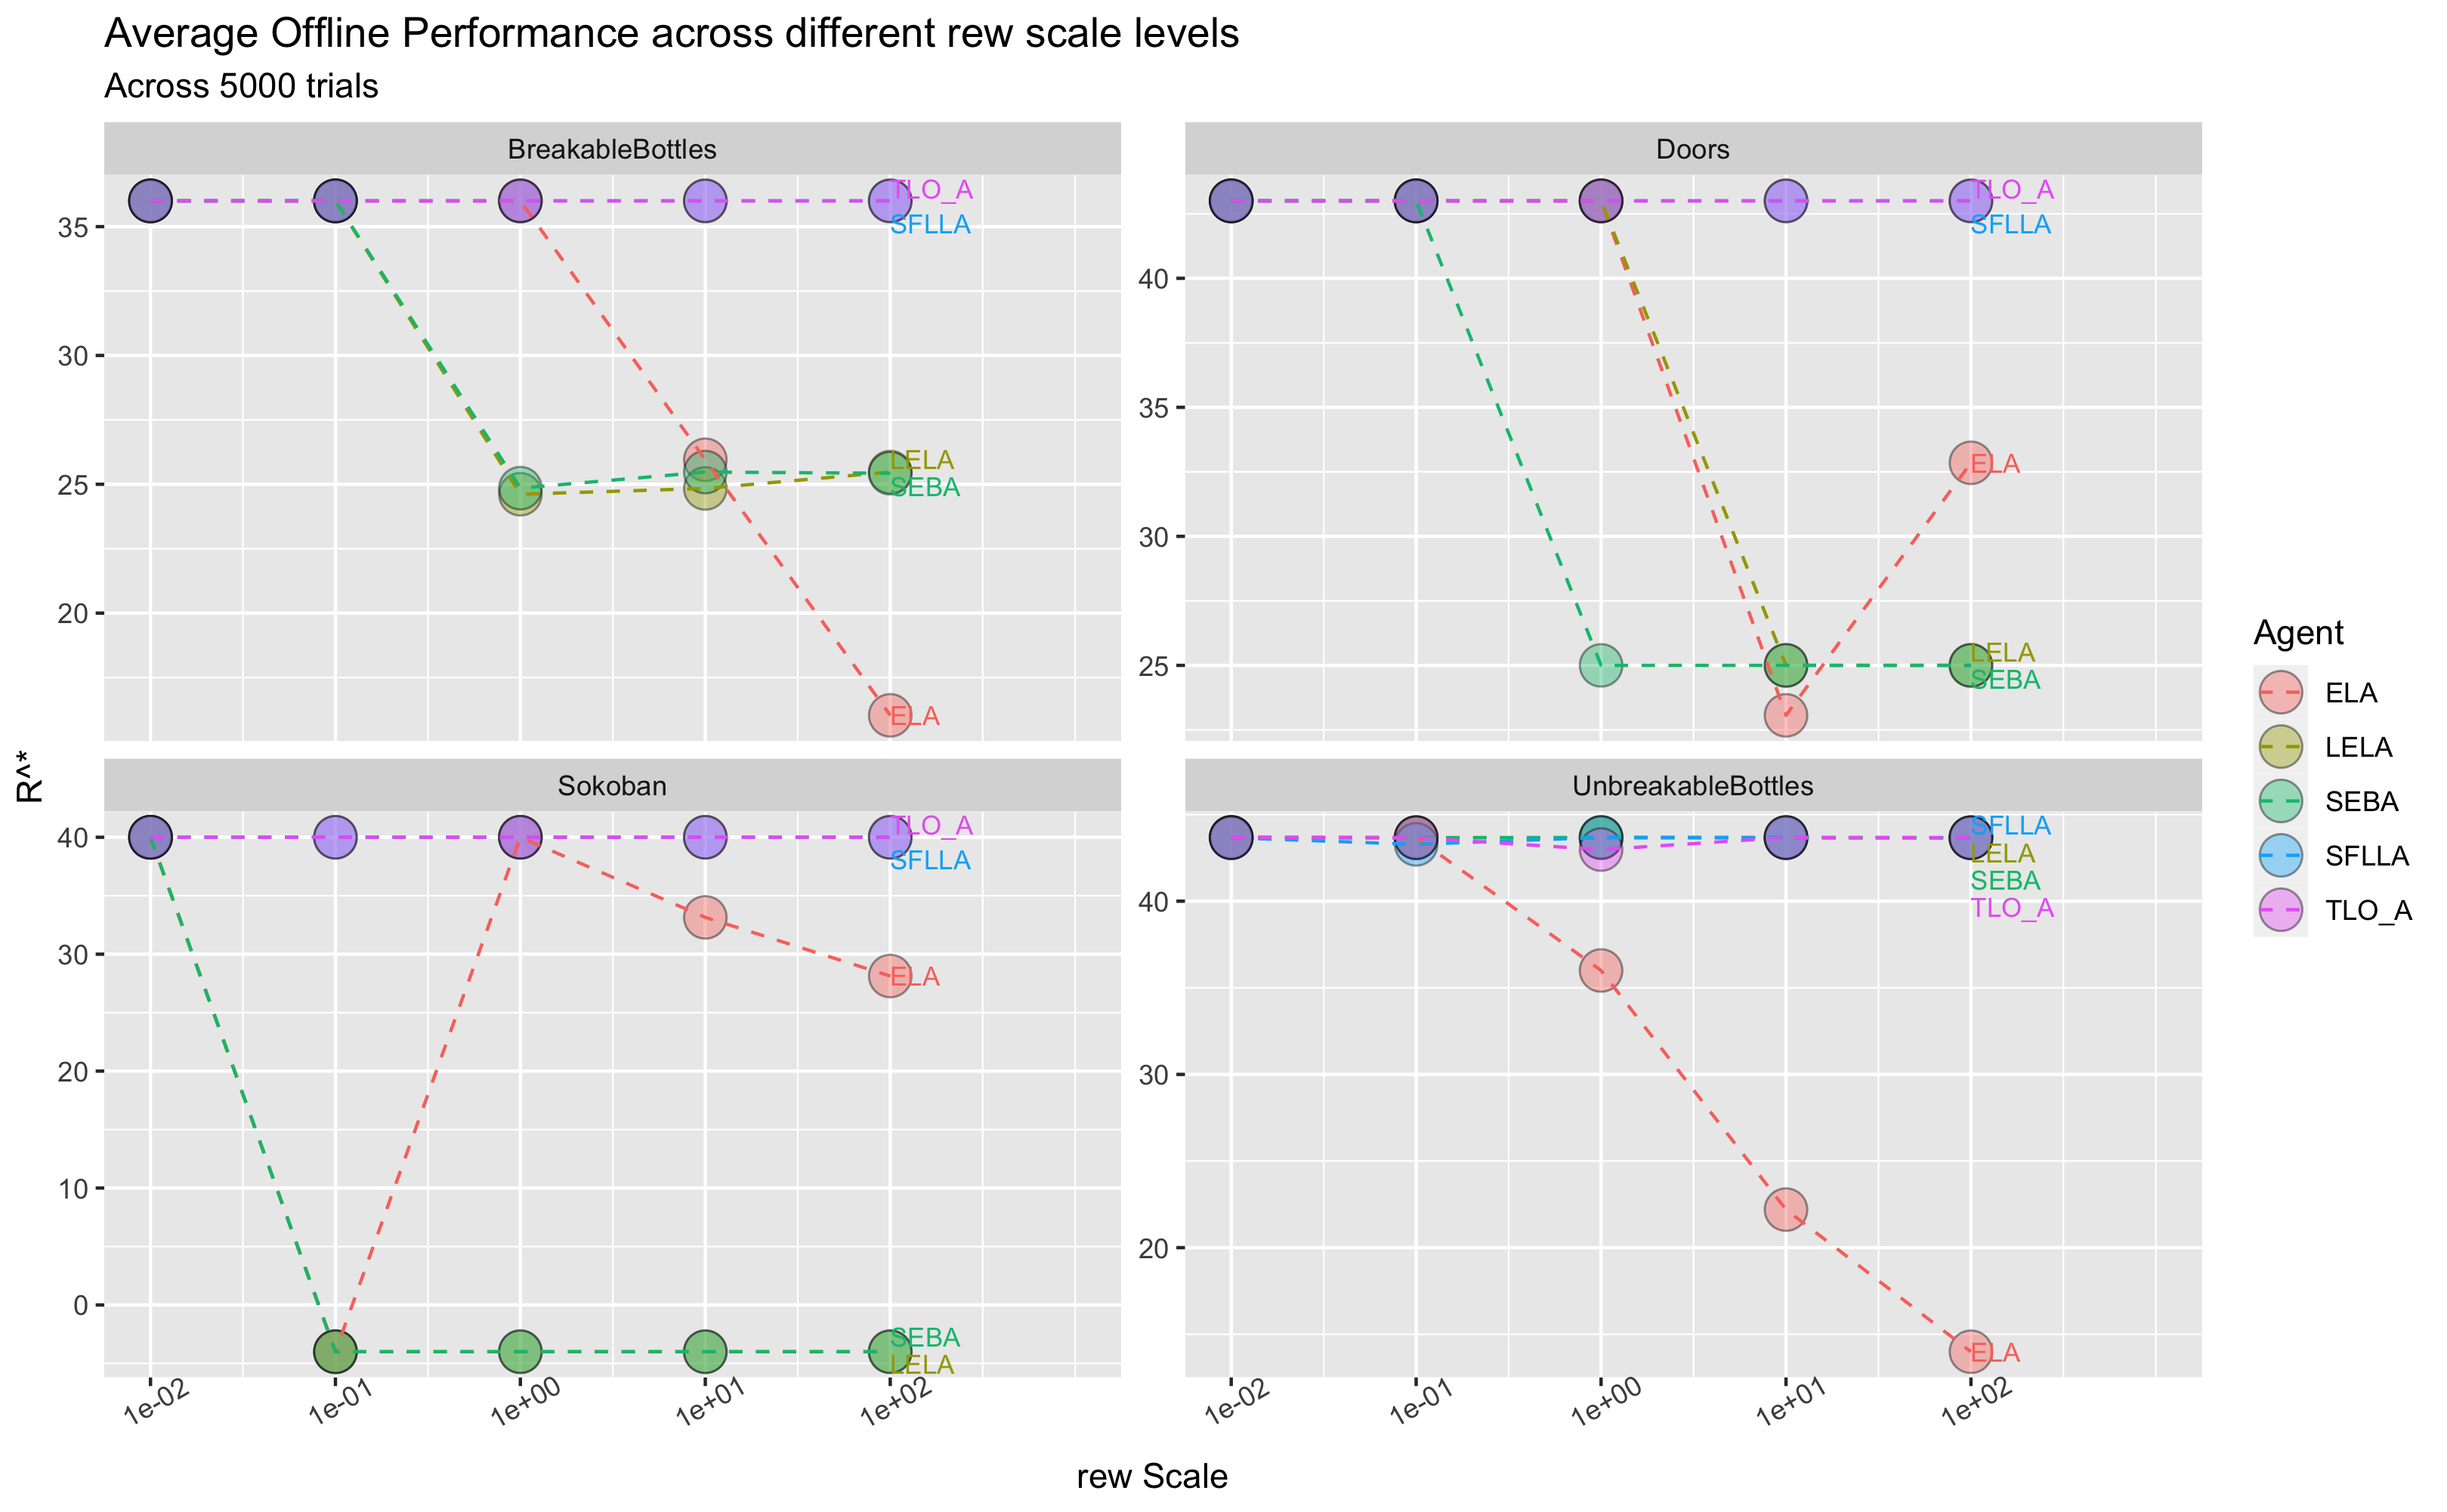 Average Offline Performance across different rew scale levels
Across 5000 trials
BreakableBottles
35
30
25
20
TLO_A
SFLLA
LELA
SEBA
ELA
Doors
40
35
30
25
TLO_A
SFLLA
ELA
LELA
SEBA
R^*
Sokoban
40
30
20
10
0
TLO_A
SFLLA
ELA
SEBA
LELA
1e-02
1e-01
1e+00
1e+01
1e+02
UnbreakableBottles
40
30
20
SFLLA
LELA
SEBA
TLO_A
ELA
1e-02
1e-01
1e+00
1e+01
1e+02
rew Scale
Agent
ELA
LELA
SEBA
SFLLA
TLO_A